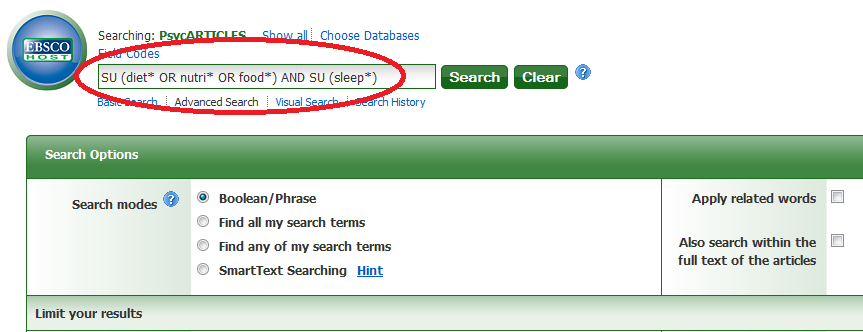 EBSCO
HOST
Searching: PsycARTICLES Show all Choose Databases
Field Codes
SU (diet* OR nutri* OR food*) AND SU (sleep*)
Search Clear ?
Basic Search Advanced Search Visual Search Search History
Search Options
Search modes ?
Boolean/Phrase
Find all my search terms
Find any of my search terms
SmartText Searching Hint
Apply related words
Also search within the
full text of the articles
Limit your results